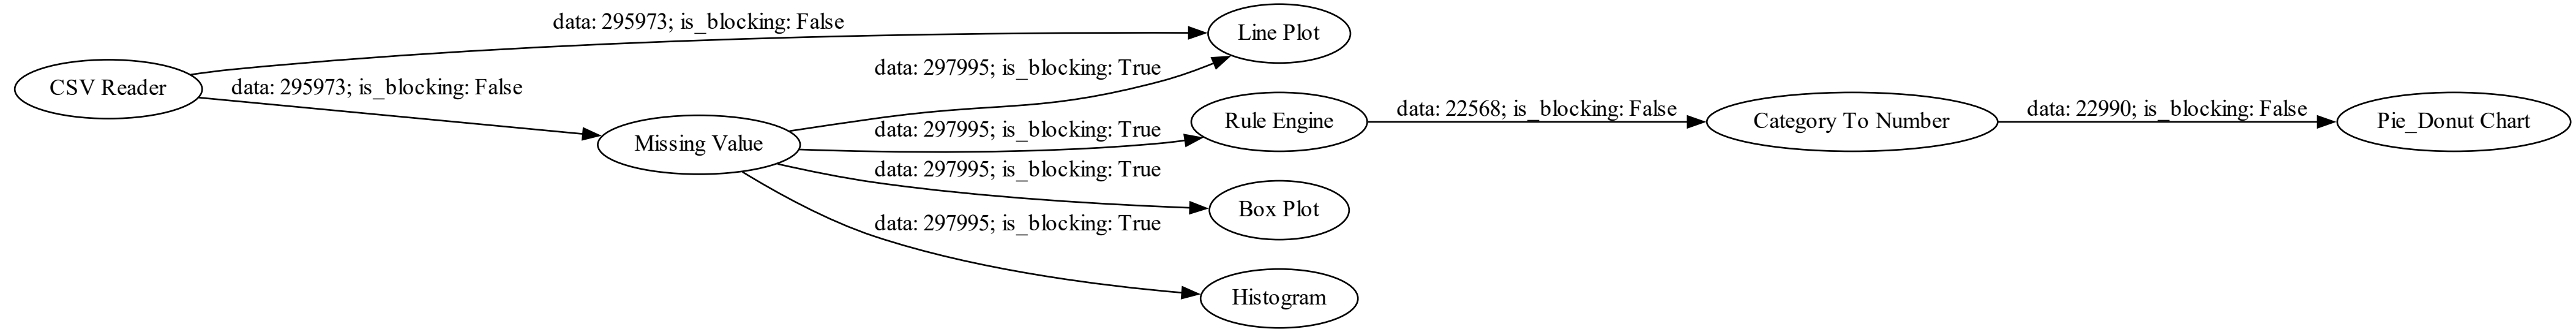 data: 295973; is_blocking: False
Line Plot
CSV Reader
data: 295973; is_blocking: False
data: 297995; is_blocking: True
Missing Value
data: 297995; is_blocking: True
Rule Engine
data: 22568; is_blocking: False
Category To Number
data: 22990; is_blocking: False
Pie_Donut Chart
data: 297995; is_blocking: True
Box Plot
data: 297995; is_blocking: True
Histogram